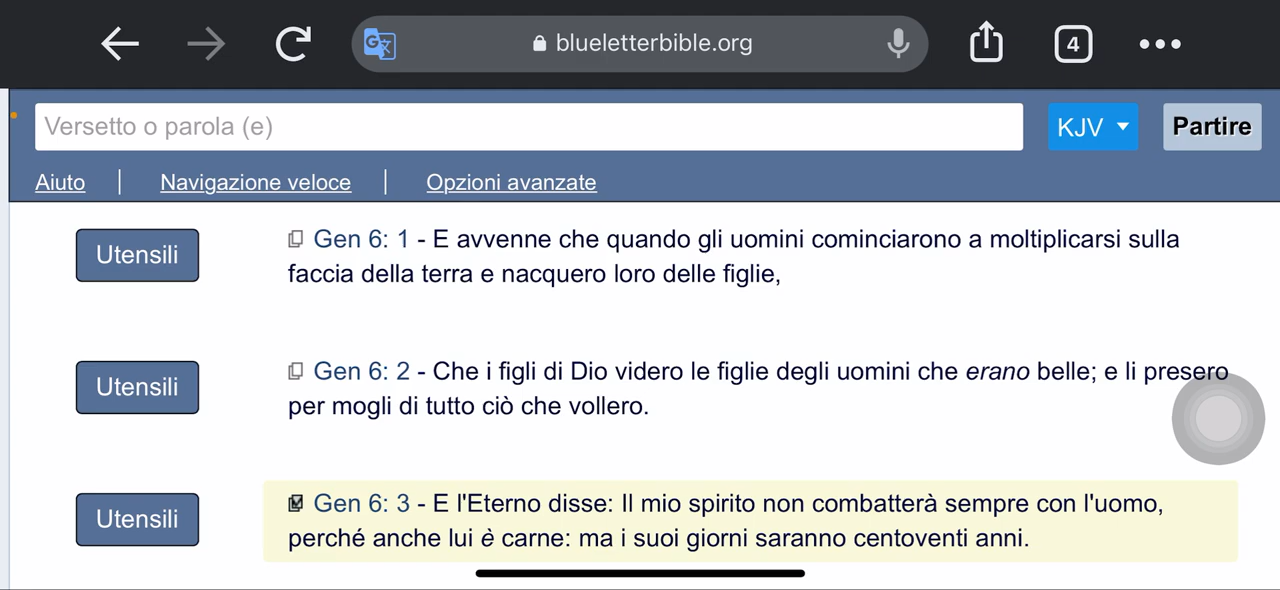 blueletterbible.org
4
Versetto o parola (e)
KJV
Partire
Aiuto | Navigazione veloce | Opzioni avanzate
Utensili
Gen 6: 1 - E avvenne che quando gli uomini cominciarono a moltiplicarsi sulla
faccia della terra e nacquero loro delle figlie,
Utensili
Gen 6: 2 - Che i figli di Dio videro le figlie degli uomini che erano belle; e li presero
per mogli di tutto ciò che vollero.
Utensili
Gen 6: 3 - E l'Eterno disse: Il mio spirito non combatterà sempre con l'uomo,
perché anche lui è carne: ma i suoi giorni saranno centoventi anni.